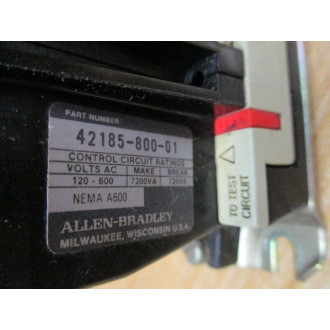 PART NUMBER:
42185-800-01
CONTROL CIRCUIT RATINGS
VOLTS AC MAKE BREAK
120 - 600 7200VA 720VA
NEMA A600
ALLEN-BRADLEY
MILWAUKEE, WISCONSIN U.S.A.
TO TEST
CIRCUIT